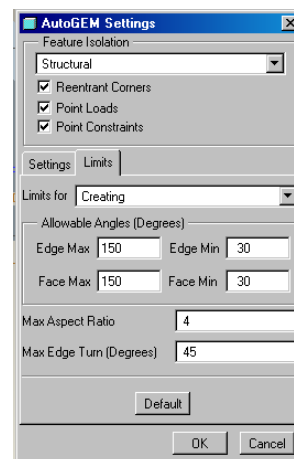 AutoGEM Settings
Feature Isolation
Structural
Reentrant Corners
Point Loads
Point Constraints
Settings Limits
Limits for Creating
Allowable Angles (Degrees)
Edge Max 150 Edge Min 30
Face Max 150 Face Min 30
Max Aspect Ratio 4
Max Edge Turn (Degrees) 45
Default
OK Cancel